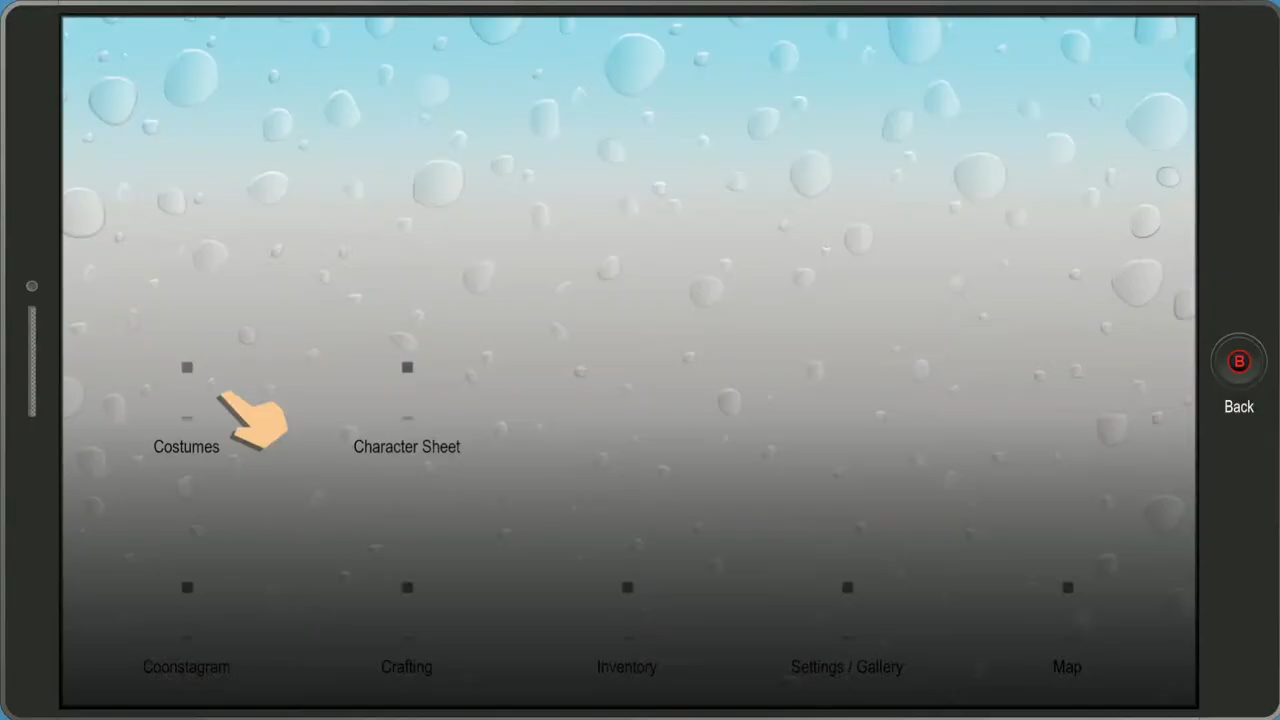 B
Back
Costumes
Character Sheet
Coonstagram
Crafting
Inventory
Settings / Gallery
Map